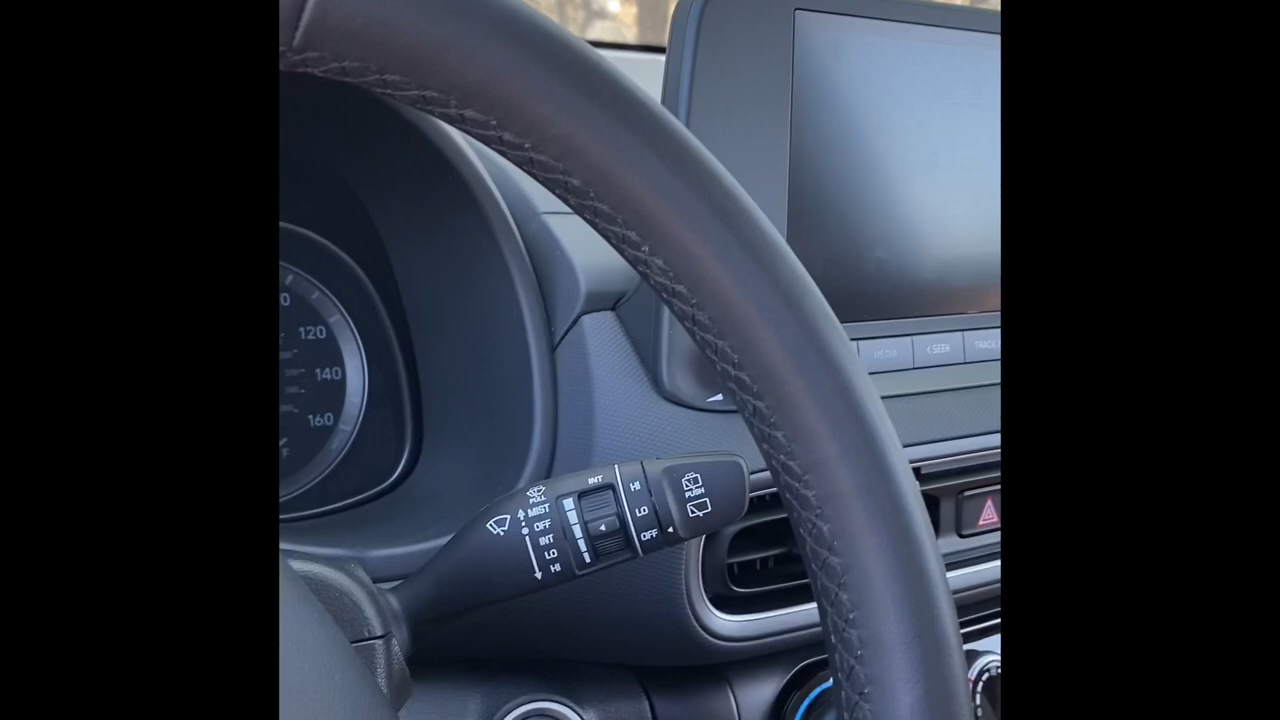 120
140
160
F
MEDIA
< SEEK
TRACK
PULL
MIST
OFF
INT
LO
HI
INT
HI
LO
OFF
PUSH